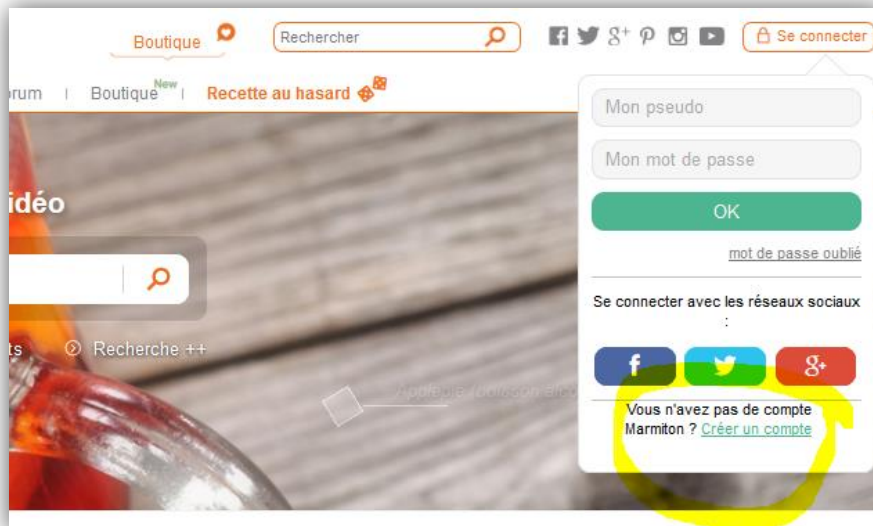 Boutique
Rechercher
Se connecter
orum
Boutique New
Recette au hasard
Mon pseudo
Mon mot de passe
OK
mot de passe oublié
idéo
Se connecter avec les réseaux sociaux
:
ts
Recherche ++
Vous n'avez pas de compte
Marmiton ? Créer un compte